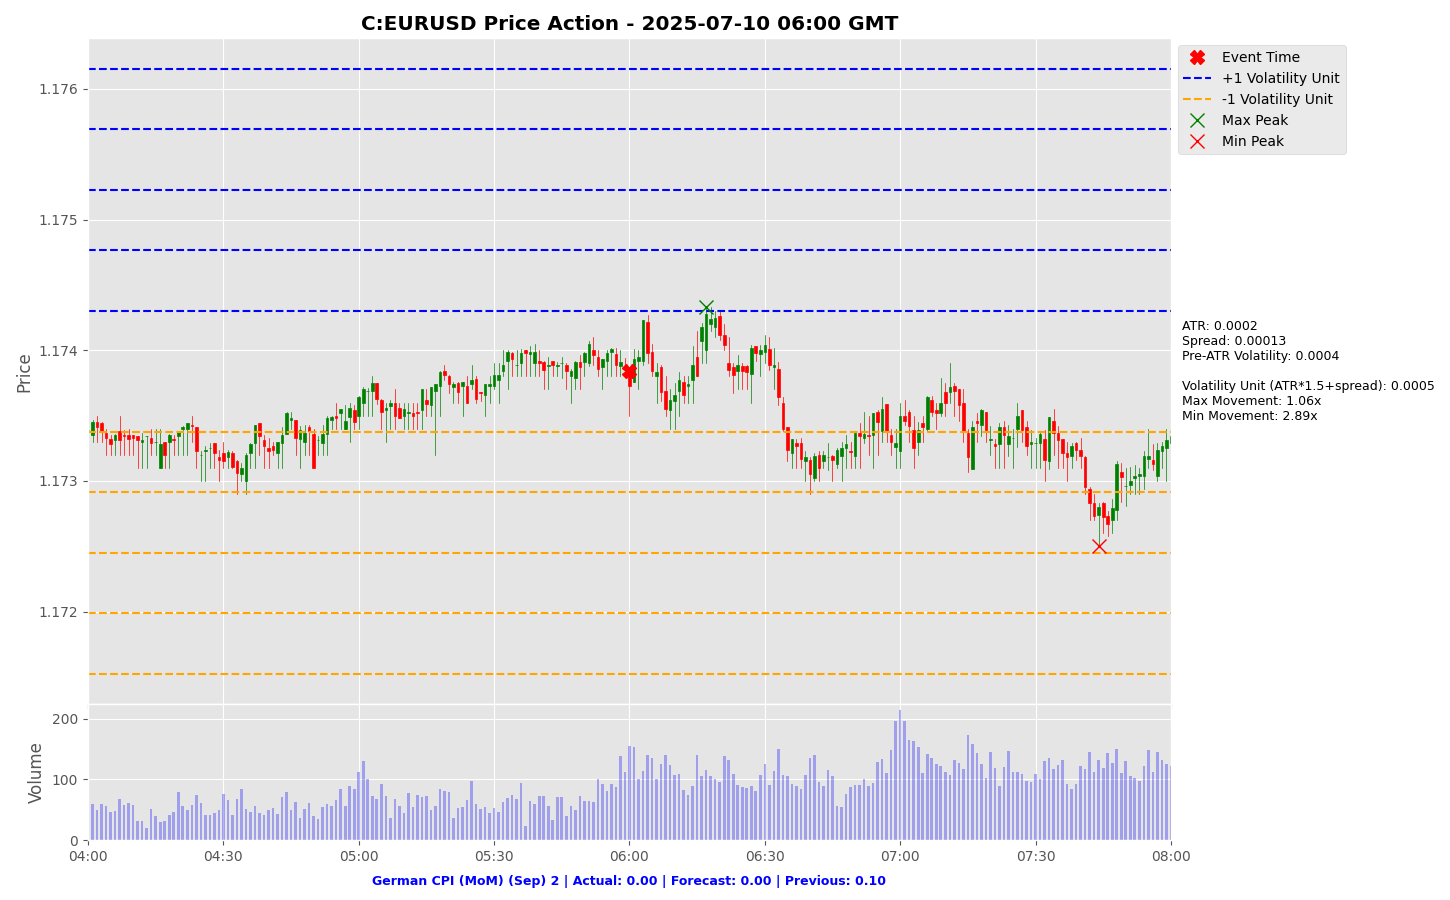 C:EURUSD Price Action - 2025-07-10 06:00 GMT
Event Time
+1 Volatility Unit
-1 Volatility Unit
Max Peak
Min Peak
Price
1.176
1.175
1.174
1.173
1.172
ATR: 0.0002
Spread: 0.00013
Pre-ATR Volatility: 0.0004
Volatility Unit (ATR*1.5+spread): 0.0005
Max Movement: 1.06x
Min Movement: 2.89x
Volume
200
100
0
04:00 04:30 05:00 05:30 06:00 06:30 07:00 07:30 08:00
German CPI (MoM) (Sep) 2 | Actual: 0.00 | Forecast: 0.00 | Previous: 0.10